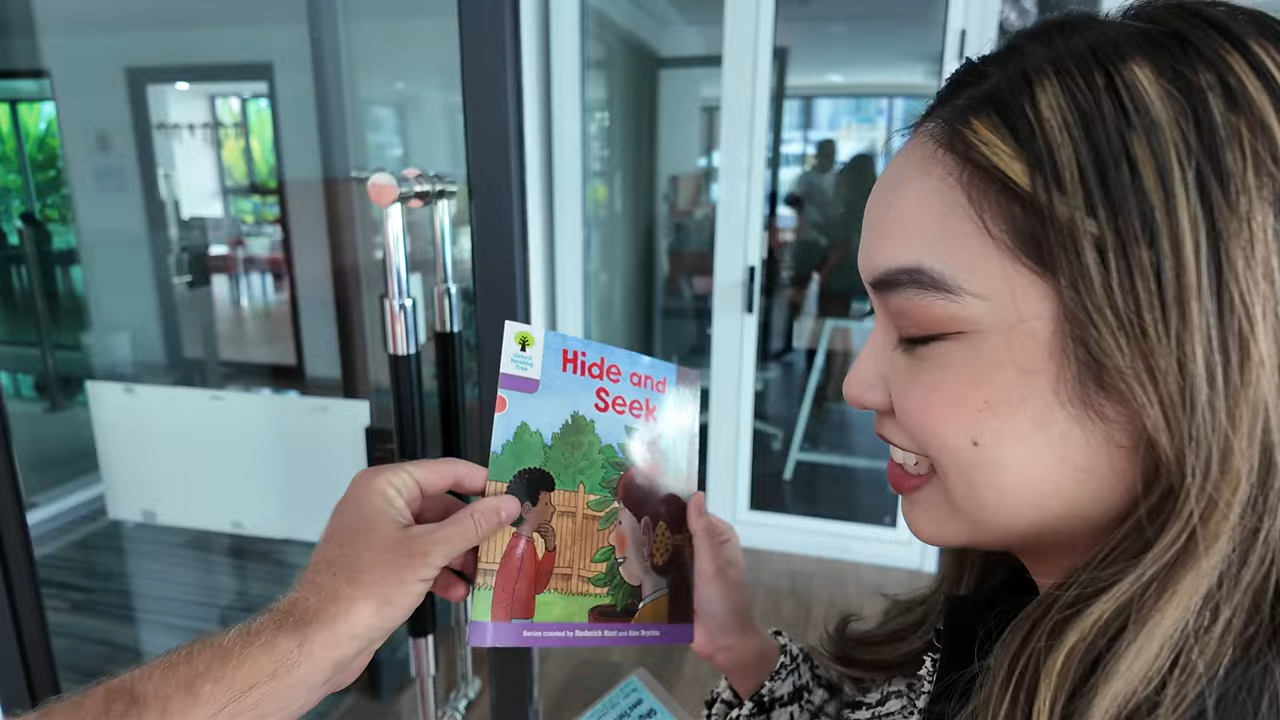 Oxford
Reading
Tree
Hide and
Seek
Series created by Roderick Hunt and Alex Brychta